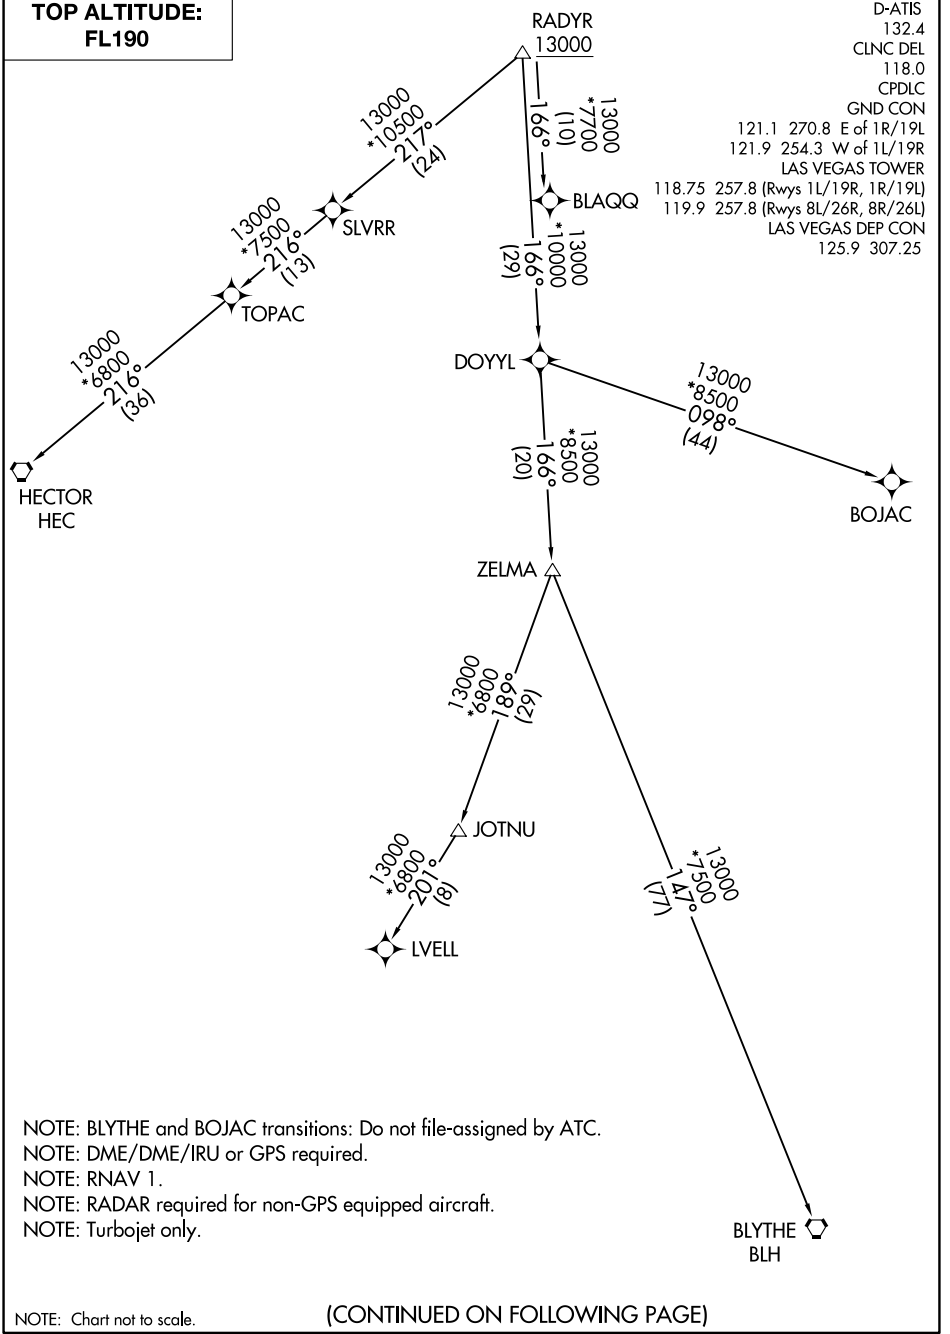 TOP ALTITUDE:
FL190
RADYR
13000
D-ATIS
132.4
CLNC DEL
118.0
CPDLC
GND CON
121.1 270.8 E of 1R/19L
121.9 254.3 W of 1L/19R
LAS VEGAS TOWER
118.75 257.8 (Rwys 1L/19R, 1R/19L)
119.9 257.8 (Rwys 8L/26R, 8R/26L)
LAS VEGAS DEP CON
125.9 307.25
13000
*10500
217°
(24)
13000
*7700
166°
(10)
BLAQQ
SLVRR
13000
*7500
216°
(13)
13000
*10000
166°
(29)
TOPAC
13000
*6800
216°
(36)
DOYYL
13000
*8500
098°
(44)
HECTOR
HEC
13000
*8500
166°
(20)
BOJAC
ZELMA
13000
*6800
189°
(29)
JOTNU
13000
*6800
201°
(8)
LVELL
13000
*7500
147°
(77)
NOTE: BLYTHE and BOJAC transitions: Do not file-assigned by ATC.
NOTE: DME/DME/IRU or GPS required.
NOTE: RNAV 1.
NOTE: RADAR required for non-GPS equipped aircraft.
NOTE: Turbojet only.
BLYTHE
BLH
NOTE: Chart not to scale.
(CONTINUED ON FOLLOWING PAGE)